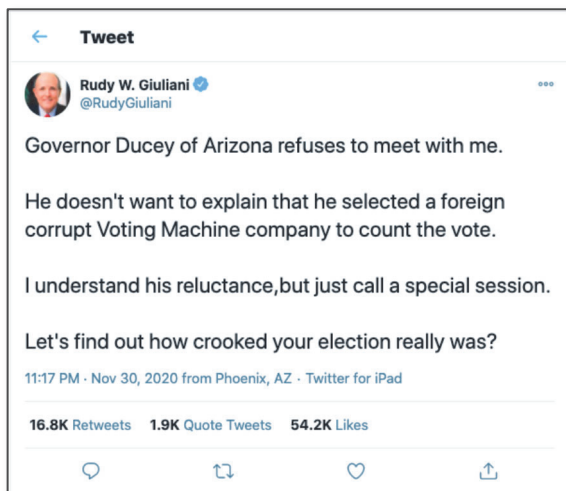 Tweet
Rudy W. Giuliani
@RudyGiuliani
Governor Ducey of Arizona refuses to meet with me.
He doesn't want to explain that he selected a foreign
corrupt Voting Machine company to count the vote.
I understand his reluctance,but just call a special session.
Let's find out how crooked your election really was?
11:17 PM · Nov 30, 2020 from Phoenix, AZ · Twitter for iPad
16.8K Retweets 1.9K Quote Tweets 54.2K Likes